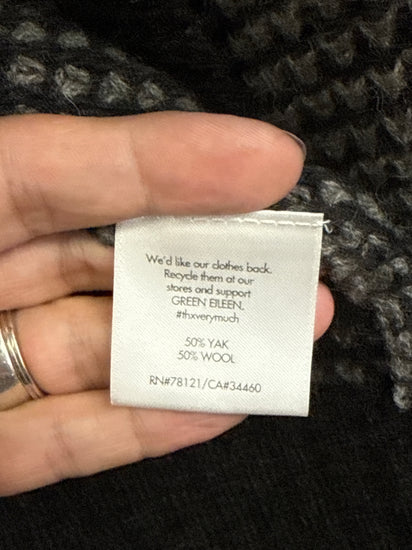 We'd like our clothes back.
Recycle them at our
stores and support
GREEN EILEEN.
#thxverymuch
50% YAK
50% WOOL
RN#78121/CA#34460